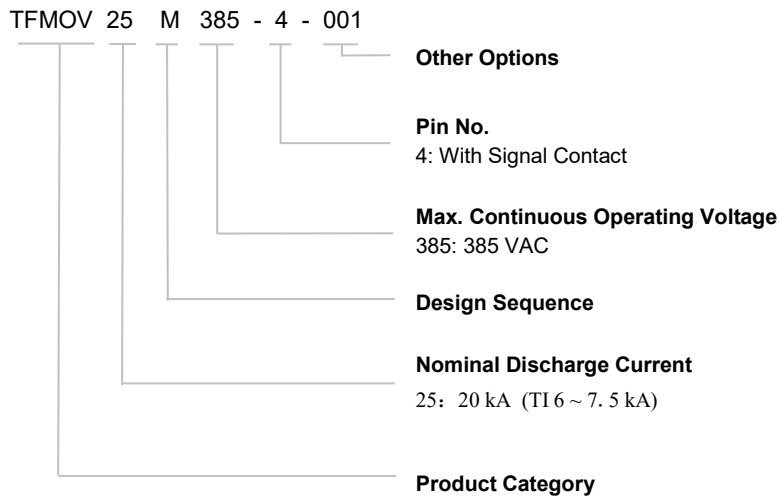 TFMOV 25 M 385 - 4 - 001
Other Options
Pin No.
4: With Signal Contact
Max. Continuous Operating Voltage
385: 385 VAC
Design Sequence
Nominal Discharge Current
25：20 kA (TI 6 ~ 7. 5 kA)
Product Category